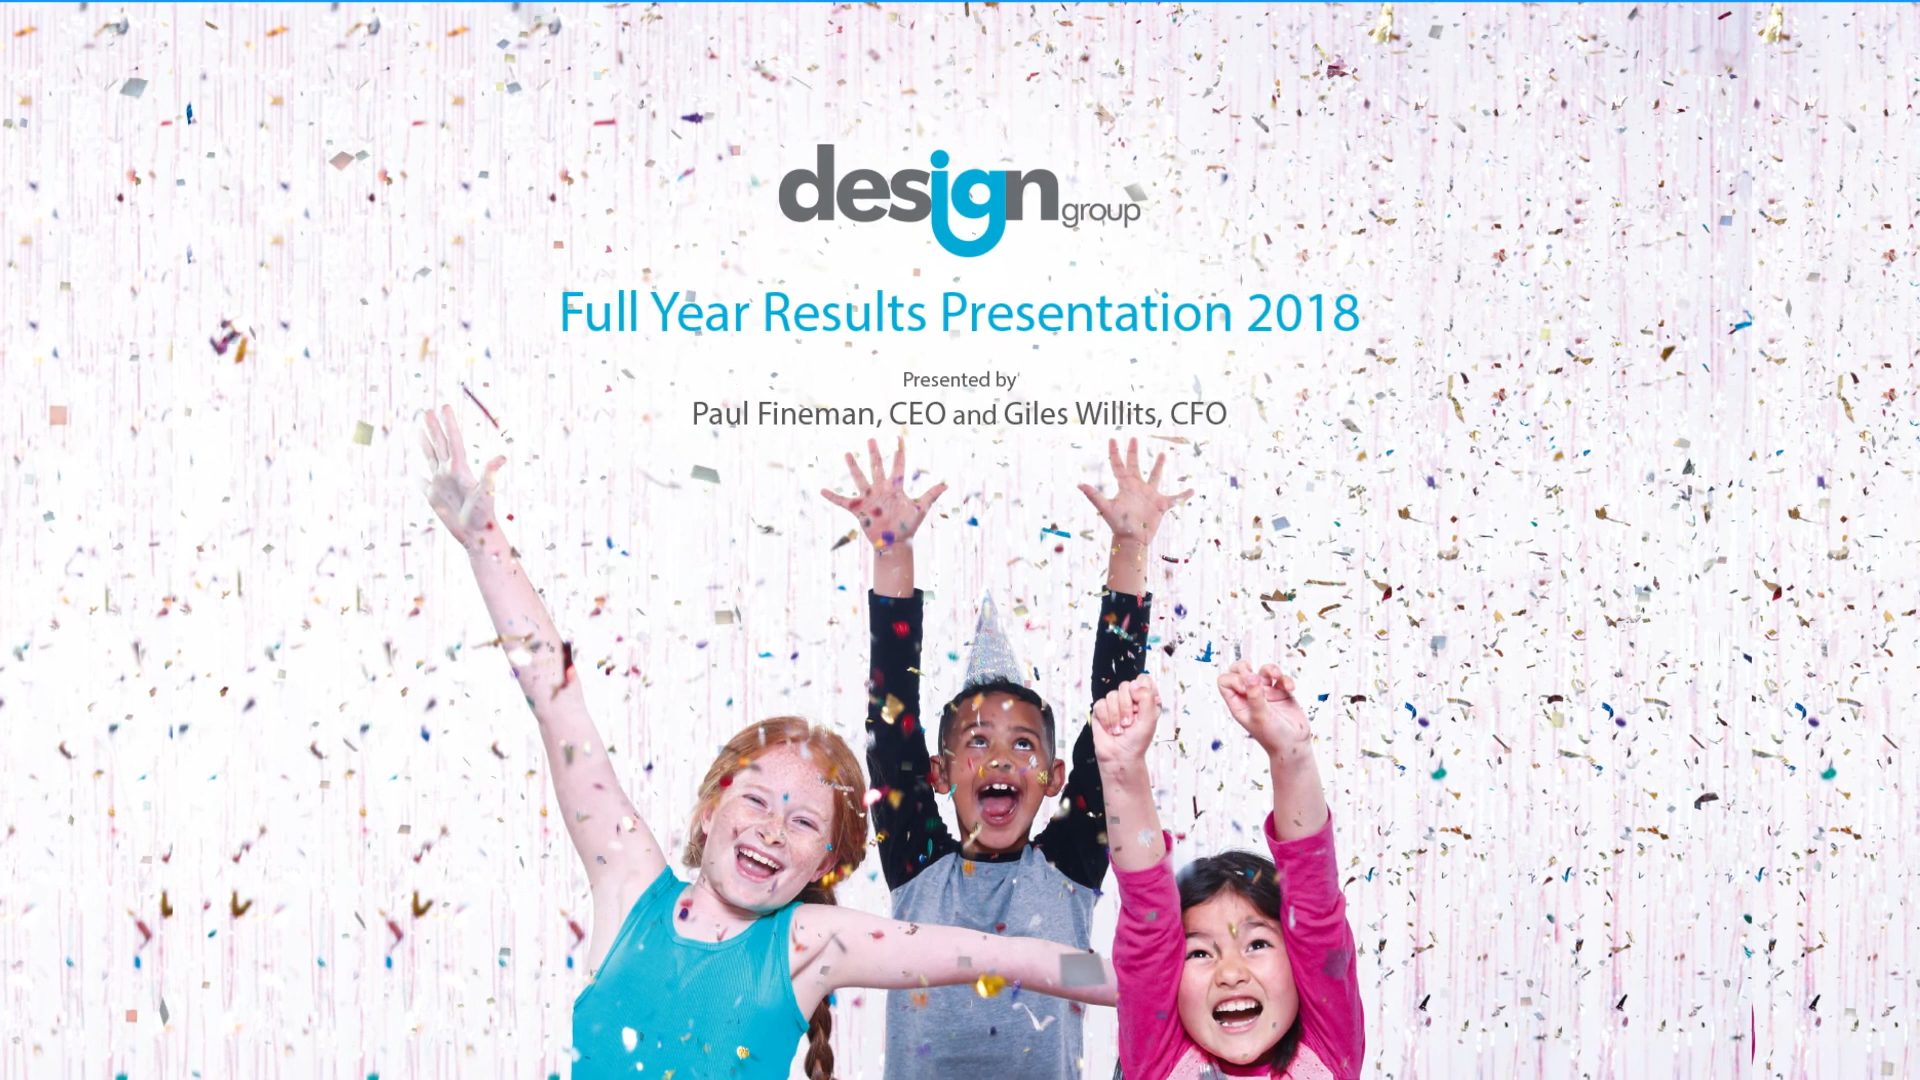 design group
Full Year Results Presentation 2018
Presented by
Paul Fineman, CEO and Giles Willits, CFO